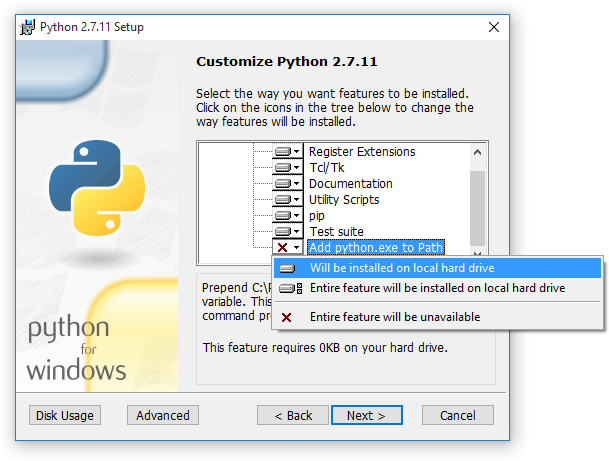 Python 2.7.11 Setup
Customize Python 2.7.11
Select the way you want features to be installed.
Click on the icons in the tree below to change the
way features will be installed.
Register Extensions
Tcl/Tk
Documentation
Utility Scripts
pip
Test suite
Add python.exe to Path
Will be installed on local hard drive
Entire feature will be installed on local hard drive
Entire feature will be unavailable
Prepend C:\
variable. This
command
This feature requires 0KB on your hard drive.
python
for
windows
Disk Usage
Advanced
< Back
Next >
Cancel